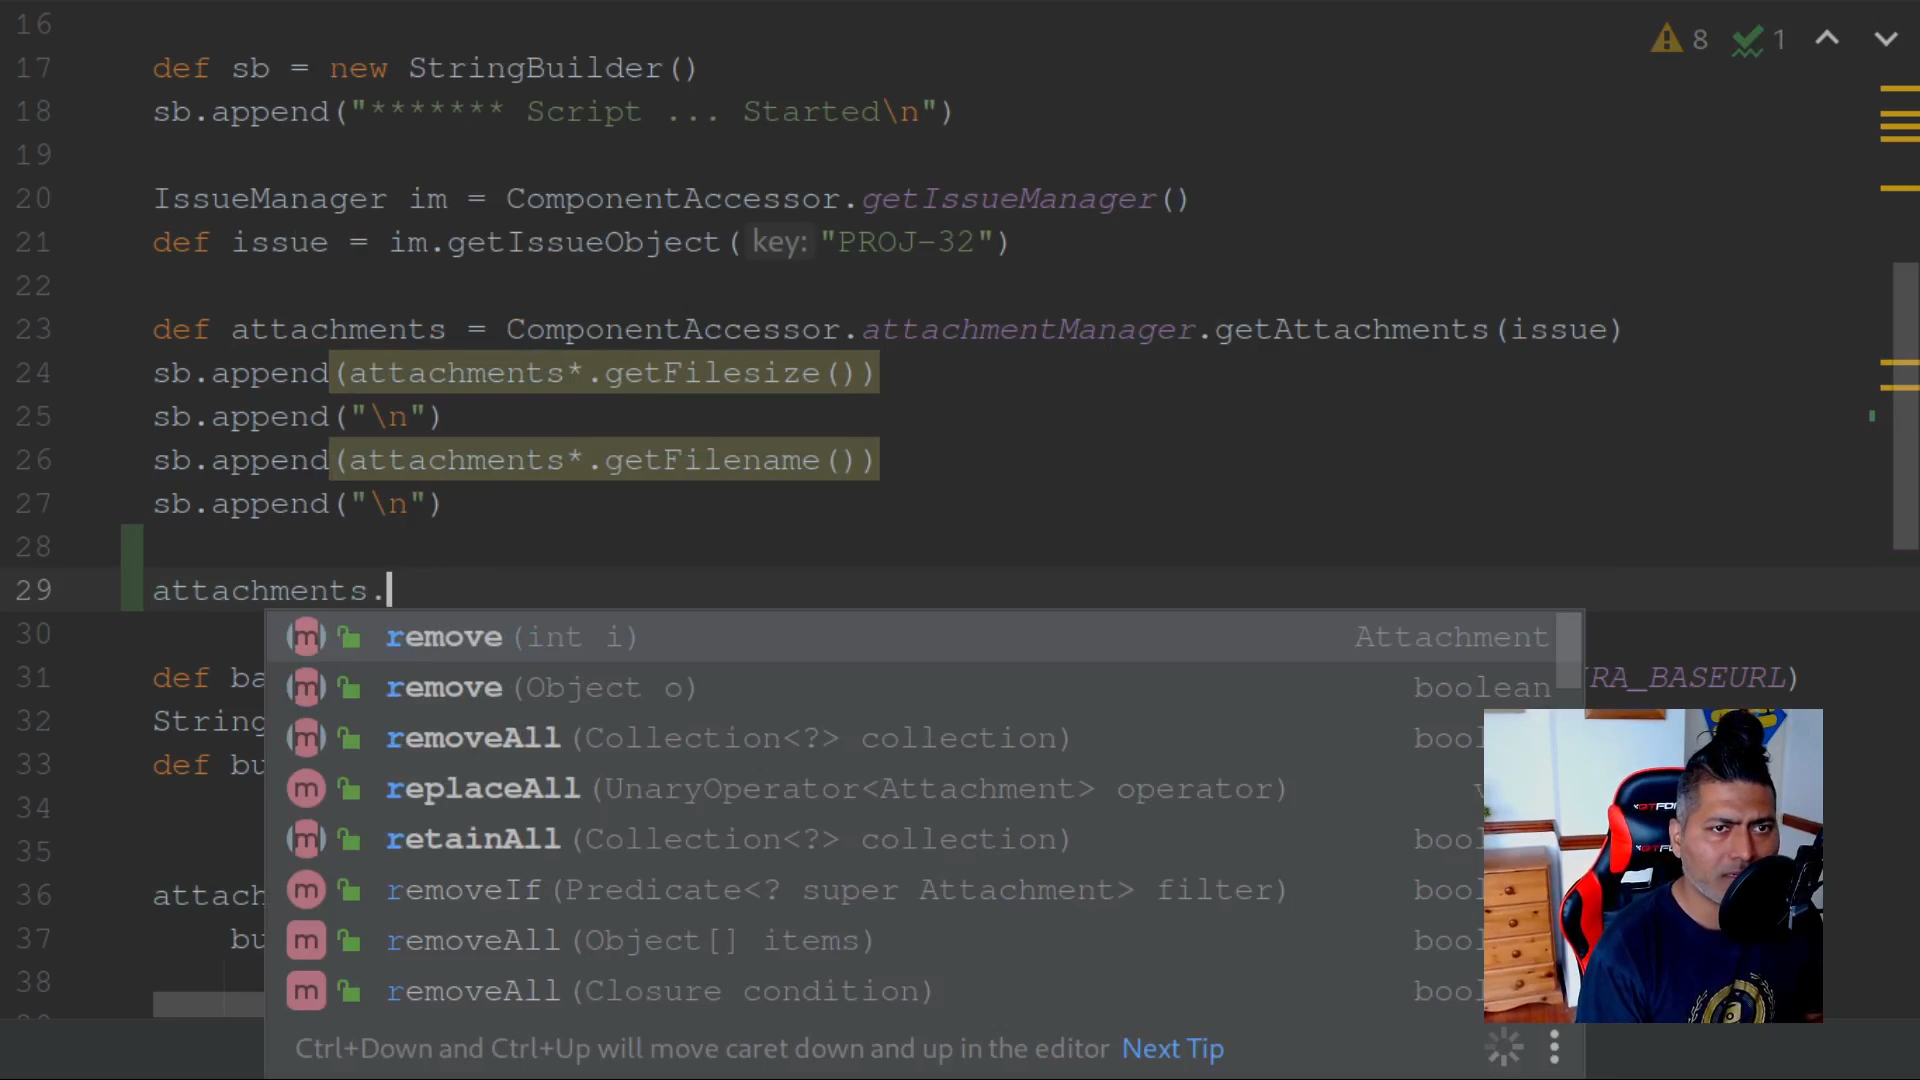 16
8 1
17 def sb = new StringBuilder()
18 sb.append("******* Script ... Started\n")
19
20 IssueManager im = ComponentAccessor.getIssueManager()
21 def issue = im.getIssueObject( key: "PROJ-32")
22
23 def attachments = ComponentAccessor.attachmentManager.getAttachments(issue)
24 sb.append(attachments*.getFilesize())
25 sb.append("\n")
26 sb.append(attachments*.getFilename())
27 sb.append("\n")
28
29 attachments.
30 remove(int i) Attachment
31 def ba RA_BASEURL)
remove(Object o) boolean
32 String
removeAll(Collection<?> collection) bool
33 def bu
replaceAll(UnaryOperator<Attachment> operator)
34
35 retainAll(Collection<?> collection) bool
36 attach
removeIf(Predicate<? super Attachment> filter) bool
37 bu
removeAll(Object[] items) bool
38 removeAll(Closure condition) bool
Ctrl+Down and Ctrl+Up will move caret down and up in the editor Next Tip